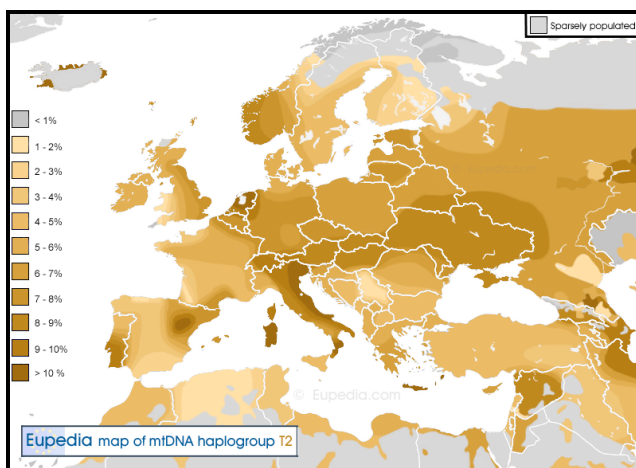 Sparsely populated
< 1%
1 - 2%
2 - 3%
3 - 4%
4 - 5%
5 - 6%
6 - 7%
7 - 8%
8 - 9%
9 - 10%
> 10 %
© Eupedia.com
Eupedia map of mtDNA haplogroup T2